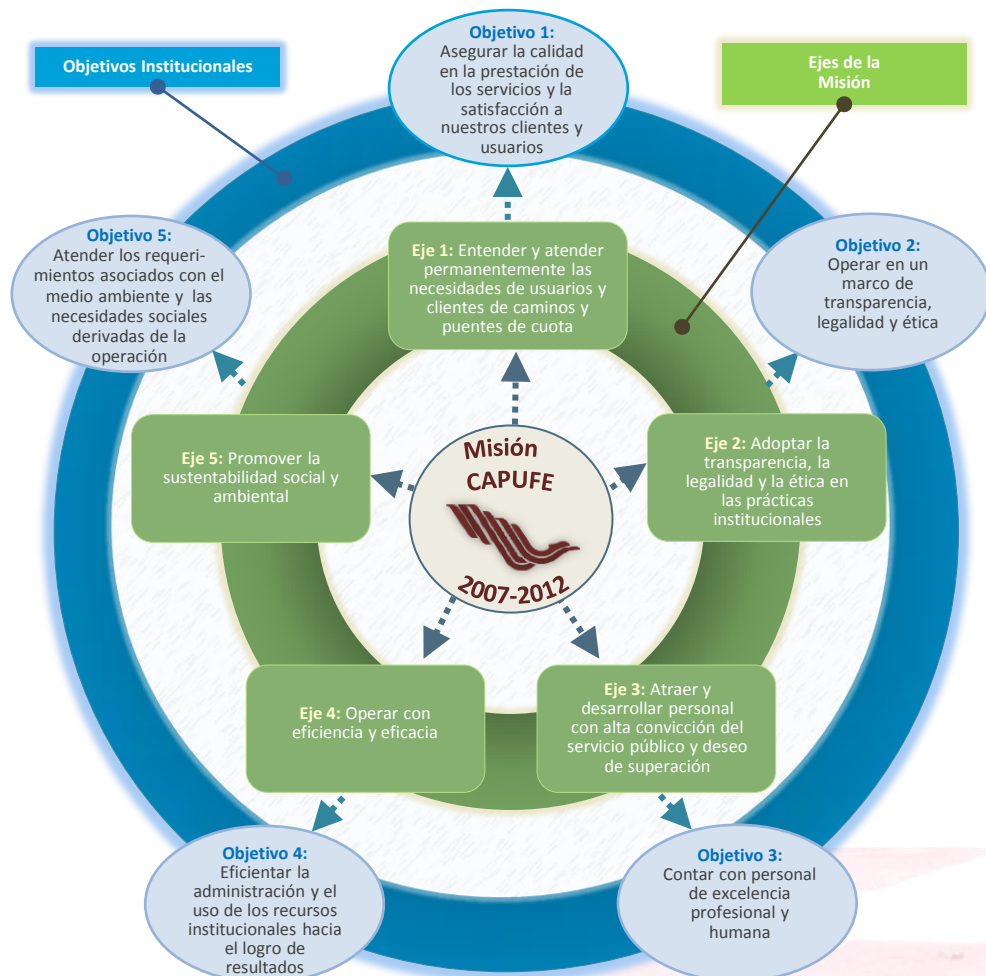 Objetivos Institucionales
Objetivo 1:
Asegurar la calidad
en la prestación de
los servicios y la
satisfacción a
nuestros clientes y
usuarios
Ejes de la
Misión
Objetivo 5:
Atender los requeri-
mientos asociados con el
medio ambiente y las
necesidades sociales
derivadas de la
operación
Eje 1: Entender y atender
permanentemente las
necesidades de usuarios y
clientes de caminos y
puentes de cuota
Objetivo 2:
Operar en un
marco de
transparencia,
legalidad y ética
Eje 5: Promover la
sustentabilidad social y
ambiental
Misión
CAPUFE
2007-2012
Eje 2: Adoptar la
transparencia, la
legalidad y la ética en
las prácticas
institucionales
Eje 4: Operar con
eficiencia y eficacia
Eje 3: Atraer y
desarrollar personal
con alta convicción del
servicio público y deseo
de superación
Objetivo 4:
Eficientar la
administración y el
uso de los recursos
institucionales hacia
el logro de
resultados
Objetivo 3:
Contar con personal
de excelencia
profesional y
humana